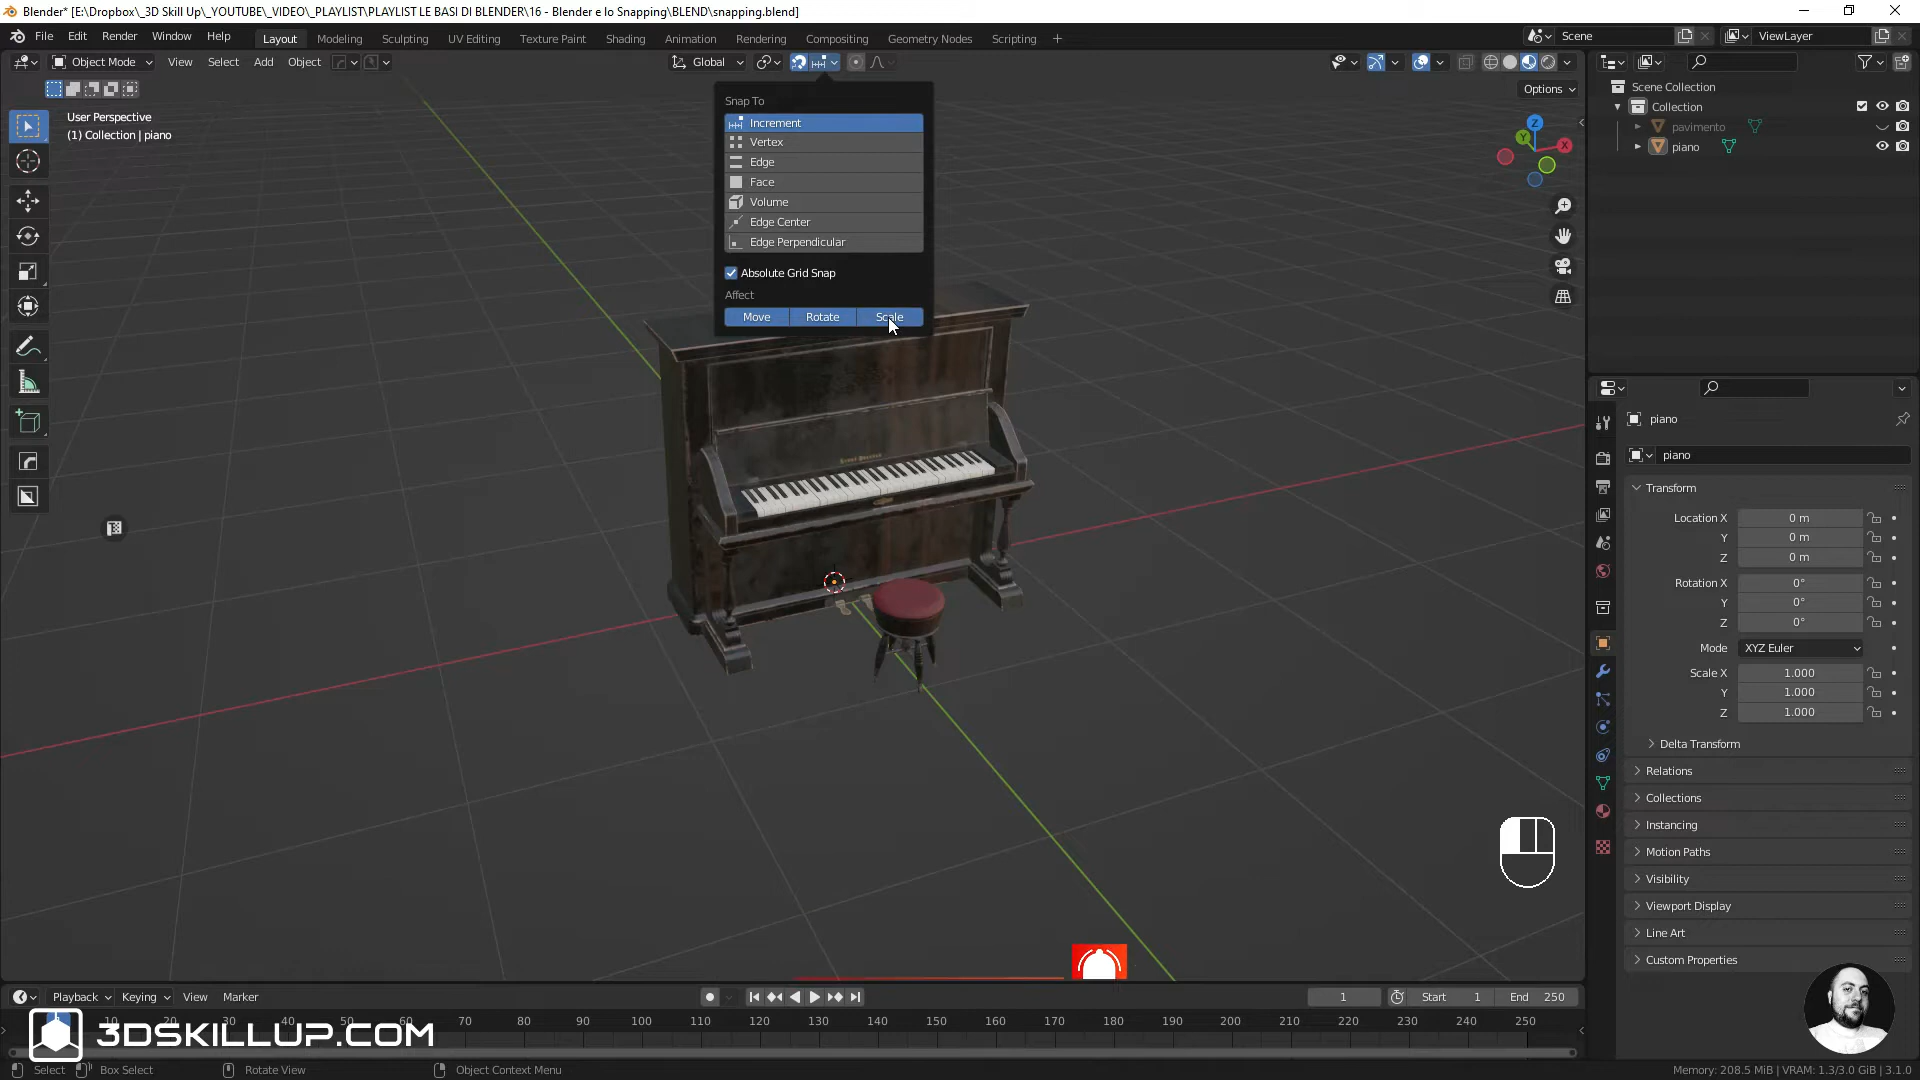 Blender* [E:\Dropbox\_3D Skill Up\_YOUTUBE\_VIDEO\_PLAYLIST\PLAYLIST LE BASI DI BLENDER\16 - Blender e lo Snapping\BLEND\snapping.blend]
File Edit Render Window Help Layout Modeling Sculpting UV Editing Texture Paint Shading Animation Rendering Compositing Geometry Nodes Scripting + Scene ViewLayer
Object Mode View Select Add Object Global
Options
User Perspective
(1) Collection | piano
Snap To
Increment
Vertex
Edge
Face
Volume
Edge Center
Edge Perpendicular
Absolute Grid Snap
Affect
Move Rotate Scale
Z
Y
X
Scene Collection
Collection
pavimento
piano
piano
piano
Transform
Location X 0 m
Y 0 m
Z 0 m
Rotation X 0°
Y 0°
Z 0°
Mode XYZ Euler
Scale X 1.000
Y 1.000
Z 1.000
Delta Transform
Relations
Collections
Instancing
Motion Paths
Visibility
Viewport Display
Line Art
Custom Properties
Playback Keying View Marker 1 Start 1 End 250
10 20 30 40 50 60 70 80 90 100 110 120 130 140 150 160 170 180 190 200 210 220 230 240 250
3DSKILLUP.COM
Select Box Select Rotate View Object Context Menu Memory: 208.5 MiB | VRAM: 1.3/3.0 GiB | 3.1.0